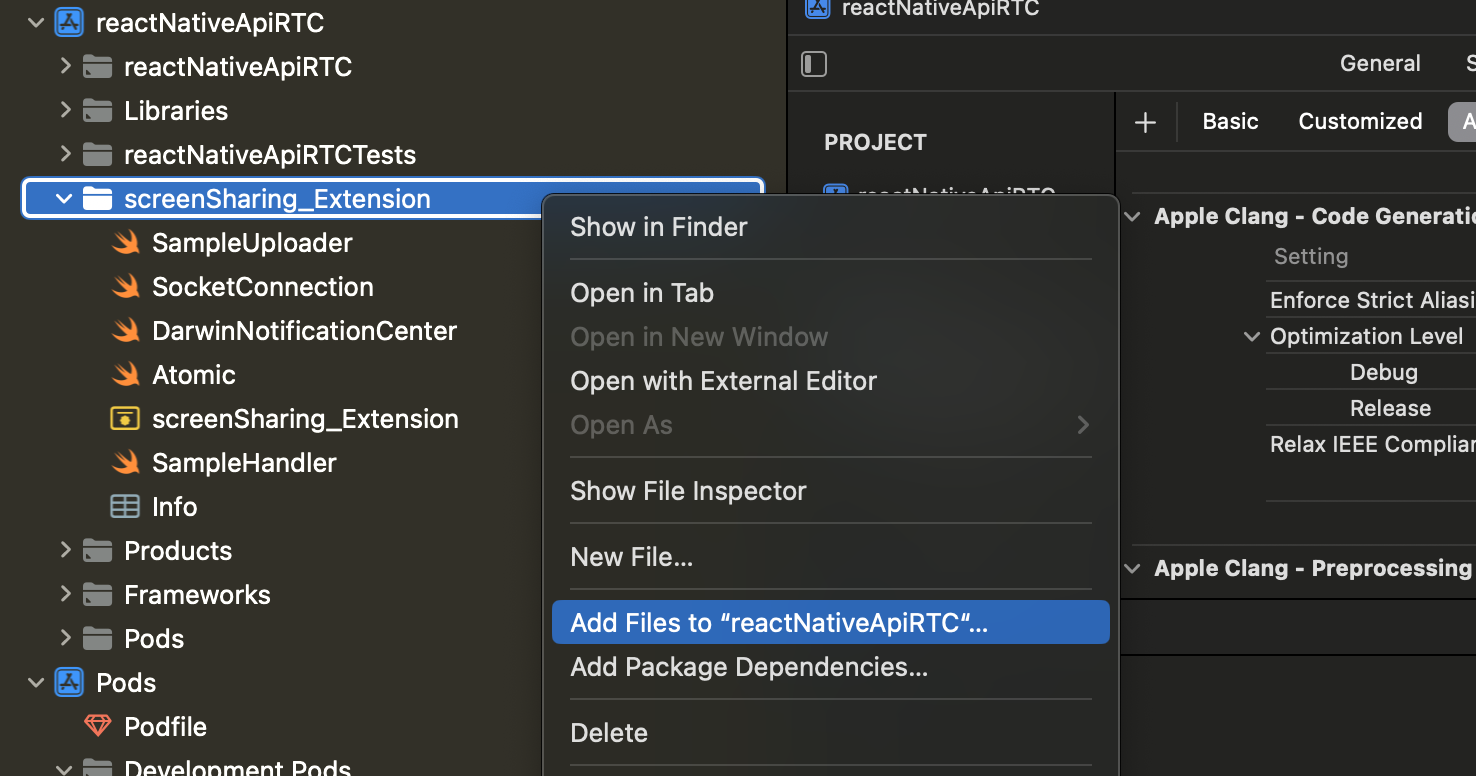 reactNativeApiRTC
reactNativeApiRTC
Libraries
reactNativeApiRTCTests
screenSharing_Extension
SampleUploader
SocketConnection
DarwinNotificationCenter
Atomic
screenSharing_Extension
SampleHandler
Info
Products
Frameworks
Pods
Pods
Podfile
Development Pods
Show in Finder
Open in Tab
Open in New Window
Open with External Editor
Open As
Show File Inspector
New File...
Add Files to “reactNativeApiRTC“...
Add Package Dependencies...
Delete
reactNativeApiRTC
General
PROJECT
reactNativeApiRTC
Basic
Customized
Apple Clang - Code Generatio
Setting
Enforce Strict Aliasi
Optimization Level
Debug
Release
Relax IEEE Complian
Apple Clang - Preprocessing